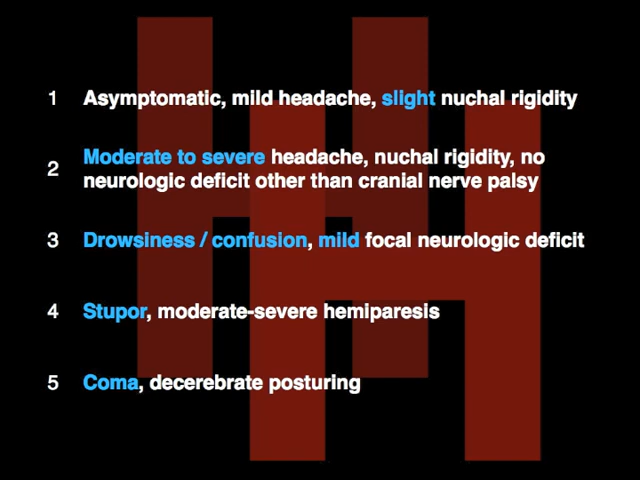 1 Asymptomatic, mild headache, slight nuchal rigidity
2 Moderate to severe headache, nuchal rigidity, no
neurologic deficit other than cranial nerve palsy
3 Drowsiness / confusion, mild focal neurologic deficit
4 Stupor, moderate-severe hemiparesis
5 Coma, decerebrate posturing